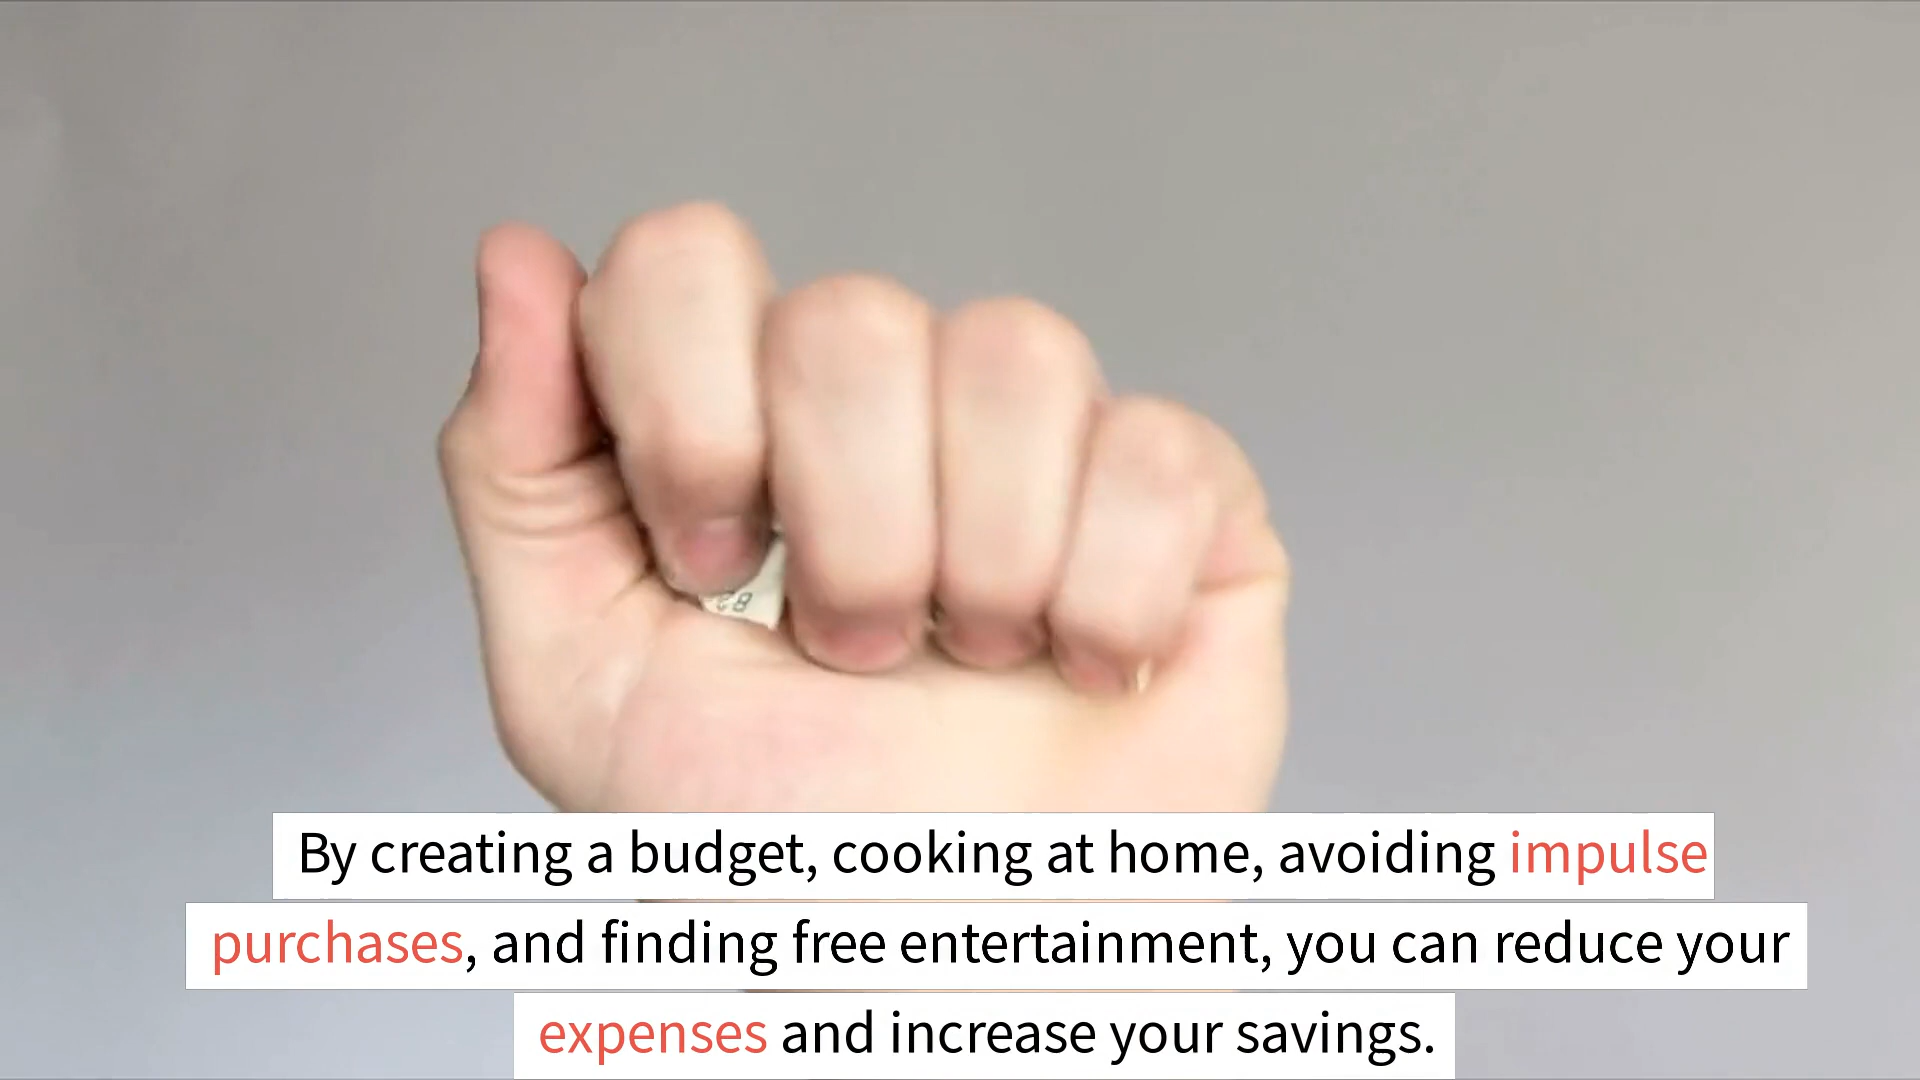 By creating a budget, cooking at home, avoiding impulse
purchases, and finding free entertainment, you can reduce your
expenses and increase your savings.